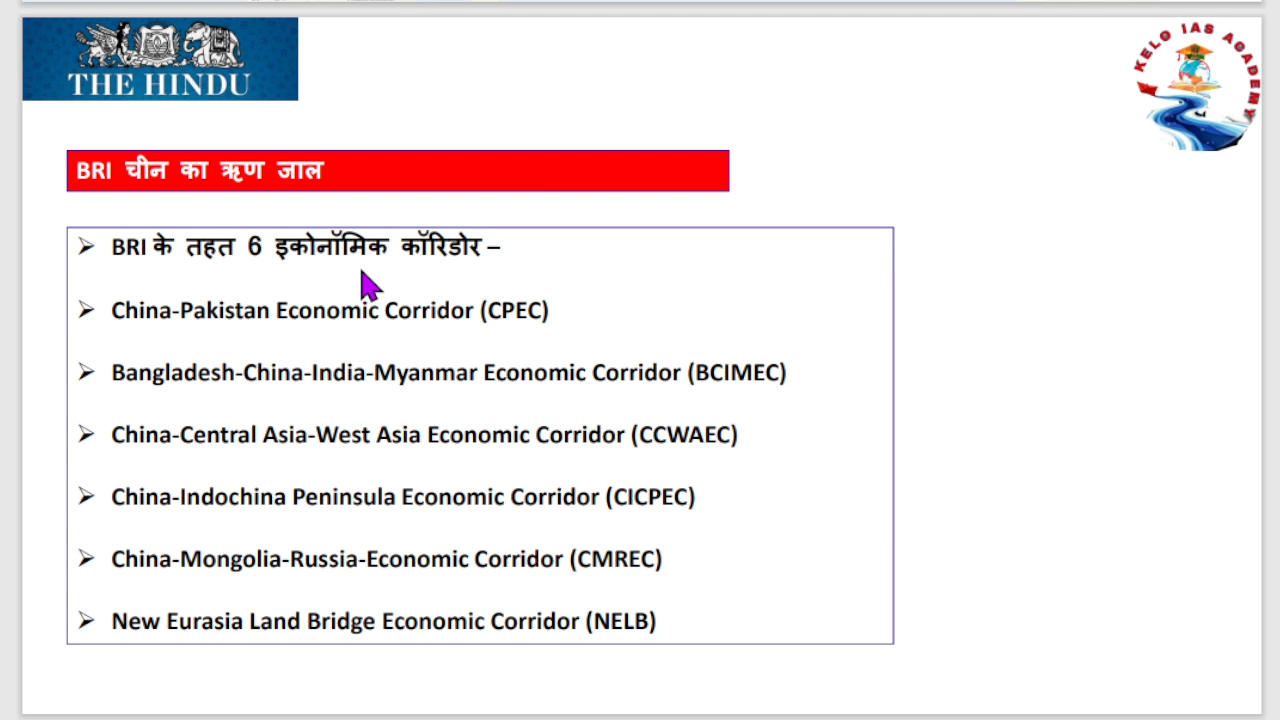 THE HINDU
KELO IAS ACADEMY
BRI चीन का ऋण जाल
➢ BRI के तहत 6 इकोनॉमिक कॉरिडोर –
➢ China-Pakistan Economic Corridor (CPEC)
➢ Bangladesh-China-India-Myanmar Economic Corridor (BCIMEC)
➢ China-Central Asia-West Asia Economic Corridor (CCWAEC)
➢ China-Indochina Peninsula Economic Corridor (CICPEC)
➢ China-Mongolia-Russia-Economic Corridor (CMREC)
➢ New Eurasia Land Bridge Economic Corridor (NELB)